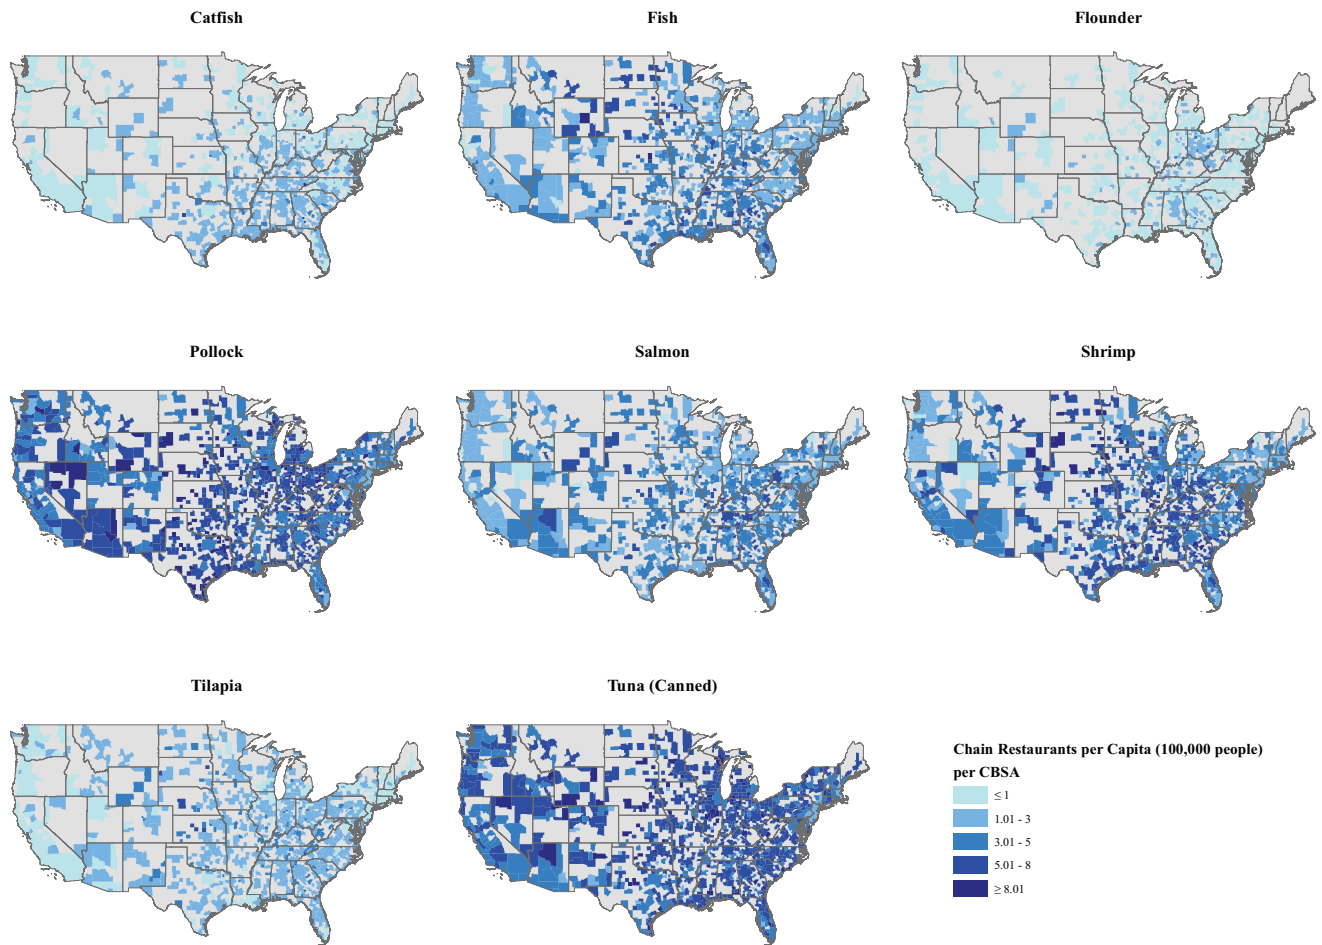 Catfish
Fish
Flounder
Pollock
Salmon
Shrimp
Tilapia
Tuna (Canned)
Chain Restaurants per Capita (100,000 people)
per CBSA
≤ 1
1.01 - 3
3.01 - 5
5.01 - 8
≥ 8.01